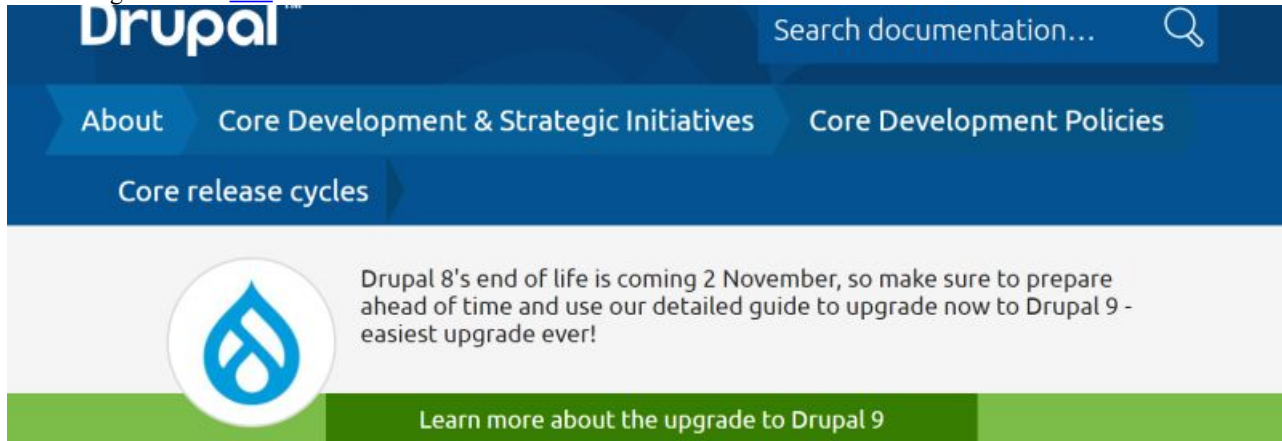 Drupal™
Search documentation...
About
Core Development & Strategic Initiatives
Core Development Policies
Core release cycles
Drupal 8's end of life is coming 2 November, so make sure to prepare
ahead of time and use our detailed guide to upgrade now to Drupal 9 -
easiest upgrade ever!
Learn more about the upgrade to Drupal 9